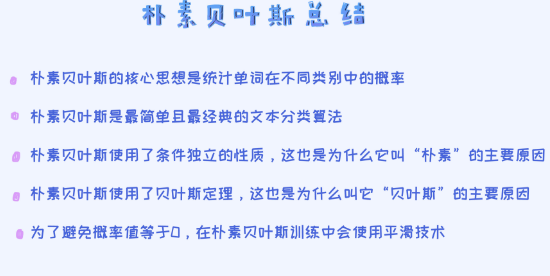 朴素贝叶斯总结
朴素贝叶斯的核心思想是统计单词在不同类别中的概率
朴素贝叶斯是最简单且最经典的文本分类算法
朴素贝叶斯使用了条件独立的性质，这也是为什么它叫“朴素”的主要原因
朴素贝叶斯使用了贝叶斯定理，这也是为什么叫它“贝叶斯”的主要原因
为了避免概率值等于0，在朴素贝叶斯训练中会使用平滑技术